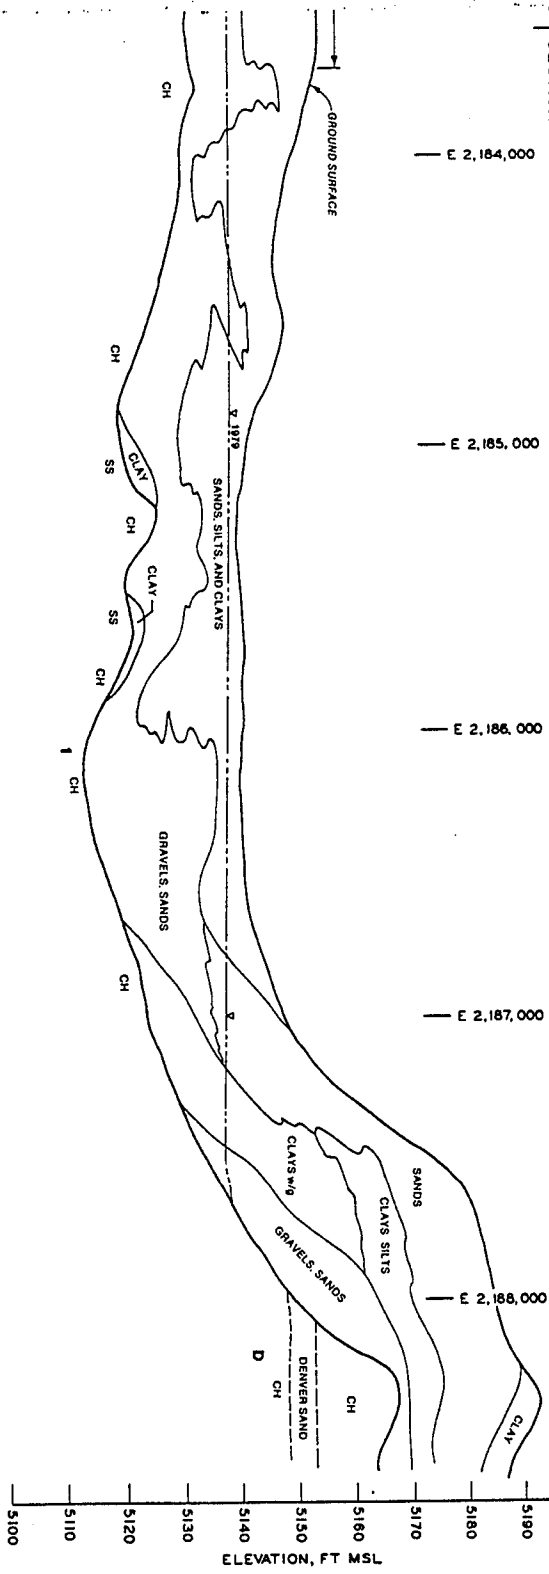 E 2,184,000
E 2,185,000
E 2,186,000
E 2,187,000
E 2,188,000
GROUND SURFACE
CH
CH
1979
SANDS, SILTS, AND CLAYS
CLAY
SS
CH
CLAY
SS
CH
1
CH
GRAVELS, SANDS
CH
SANDS
CLAYS SILTS
CLAYS w/g
GRAVELS, SANDS
CLAY
CH
DENVER SAND
CH
D
5100
5110
5120
5130
5140
5150
5160
5170
5180
5190
ELEVATION, FT MSL